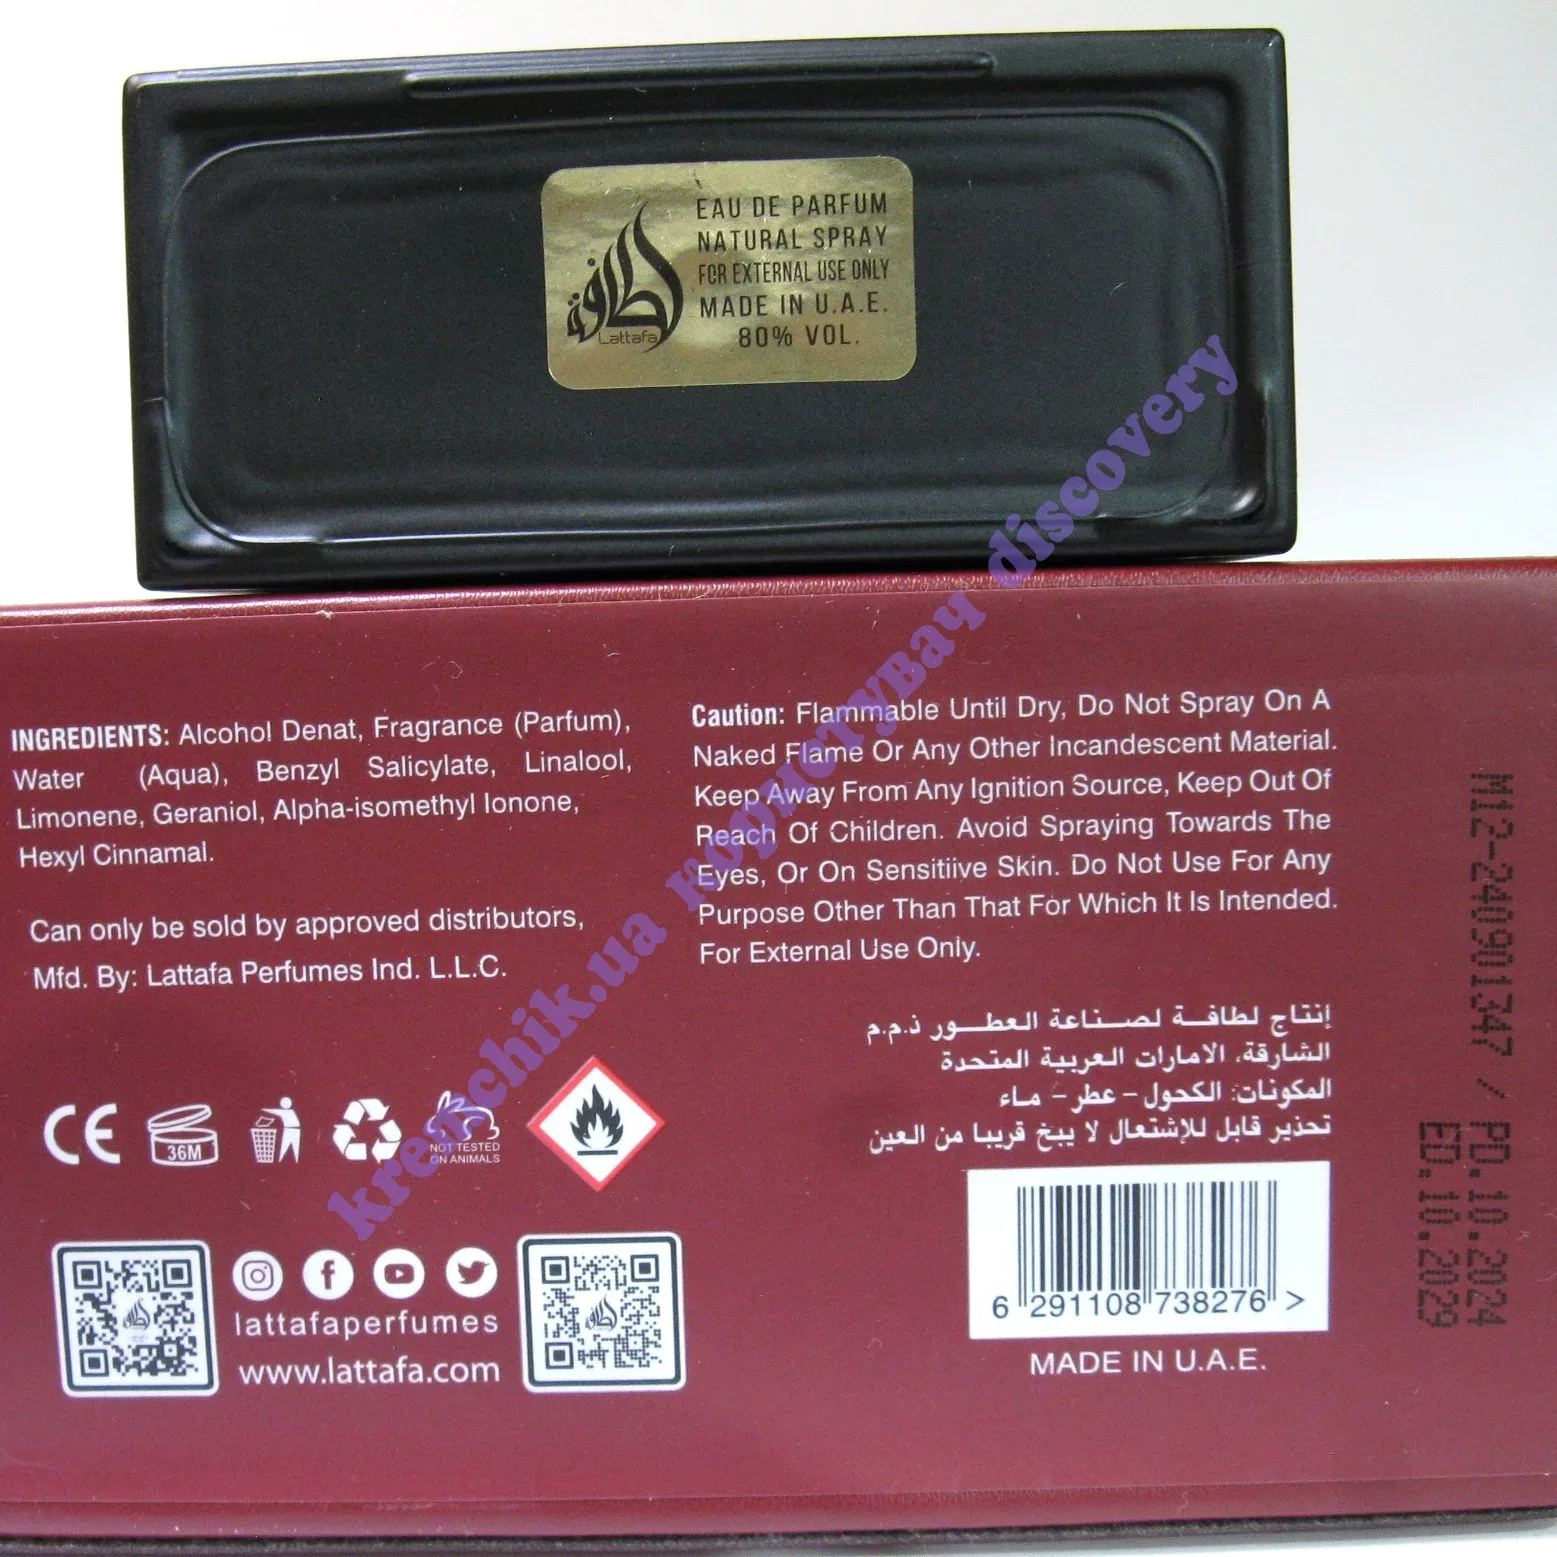 EAU DE PARFUM
NATURAL SPRAY
FOR EXTERNAL USE ONLY
MADE IN U.A.E.
80% VOL.
لطافة
Lattafa
INGREDIENTS: Alcohol Denat, Fragrance (Parfum),
Water (Aqua), Benzyl Salicylate, Linalool,
Limonene, Geraniol, Alpha-isomethyl Ionone,
Hexyl Cinnamal.
Can only be sold by approved distributors,
Mfd. By: Lattafa Perfumes Ind. L.L.C.
Caution: Flammable Until Dry, Do Not Spray On A
Naked Flame Or Any Other Incandescent Material.
Keep Away From Any Ignition Source, Keep Out Of
Reach Of Children. Avoid Spraying Towards The
Eyes, Or On Sensitiive Skin. Do Not Use For Any
Purpose Other Than That For Which It Is Intended.
For External Use Only.
إنتاج لطافة لصناعة العطور ذ.م.م
الشارقة، الامارات العربية المتحدة
المكونات: الكحول - عطر - ماء
تحذير قابل للإشتعال لا يبخ قريبا من العين
CE
36M
NOT TESTED
ON ANIMALS
lattafaperfumes
www.lattafa.com
6 291108 738276 >
MADE IN U.A.E.
M12-240901347 / PD.10.2024
ED.10.2029
krenchik.ua користувач discovery